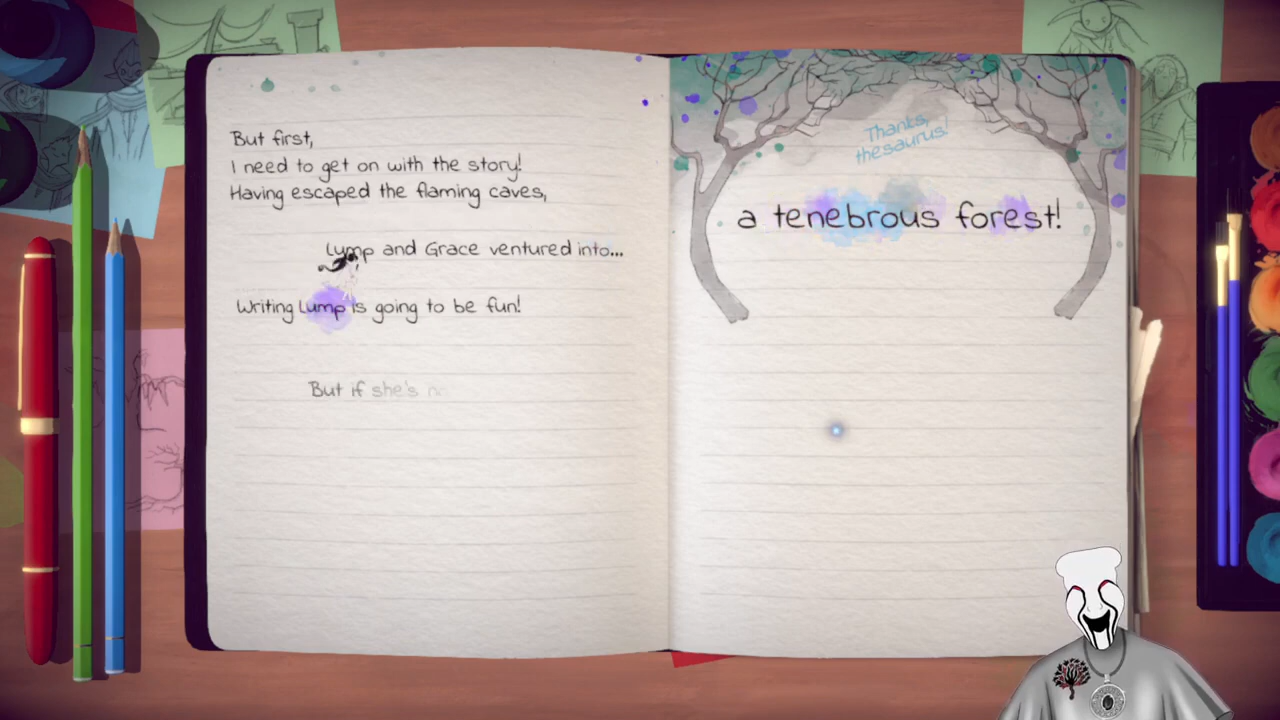 But first,
I need to get on with the story!
Having escaped the flaming caves,
Lump and Grace ventured into...
Writing Lump is going to be fun!
But if she's
Thanks,
thesaurus!
a tenebrous forest!